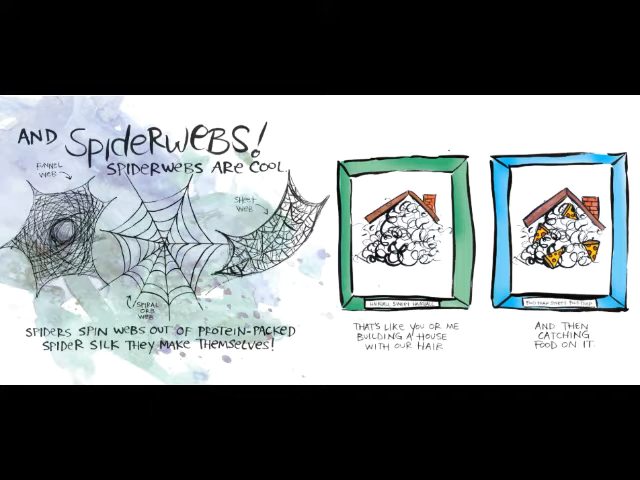 AND SPIDERWEBS!
SPIDERWEBS ARE COOL
FUNNEL
WEB
SHEET
WEB
SPIRAL
ORB
WEB
SPIDERS SPIN WEBS OUT OF PROTEIN-PACKED
SPIDER SILK THEY MAKE THEMSELVES!
HOME
THAT'S LIKE YOU OR ME
BUILDING A HOUSE
WITH OUR HAIR
AND THEN
CATCHING
FOOD ON IT.